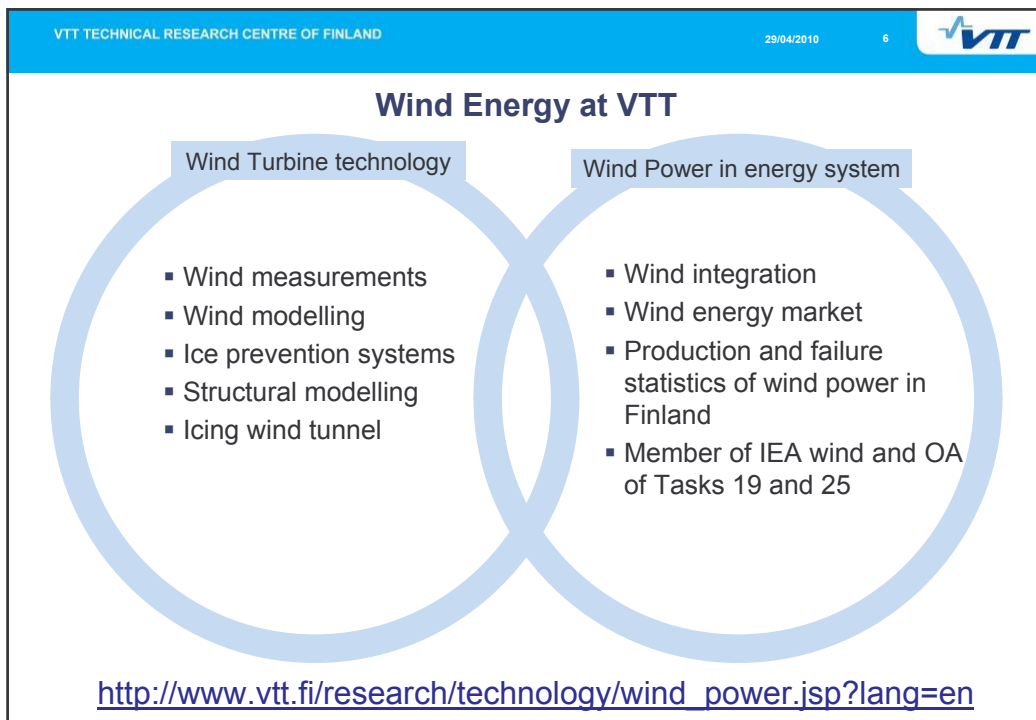 VTT TECHNICAL RESEARCH CENTRE OF FINLAND
29/04/2010
6
VTT
Wind Energy at VTT
Wind Turbine technology
▪ Wind measurements
▪ Wind modelling
▪ Ice prevention systems
▪ Structural modelling
▪ Icing wind tunnel
Wind Power in energy system
▪ Wind integration
▪ Wind energy market
▪ Production and failure
statistics of wind power in
Finland
▪ Member of IEA wind and OA
of Tasks 19 and 25
http://www.vtt.fi/research/technology/wind_power.jsp?lang=en